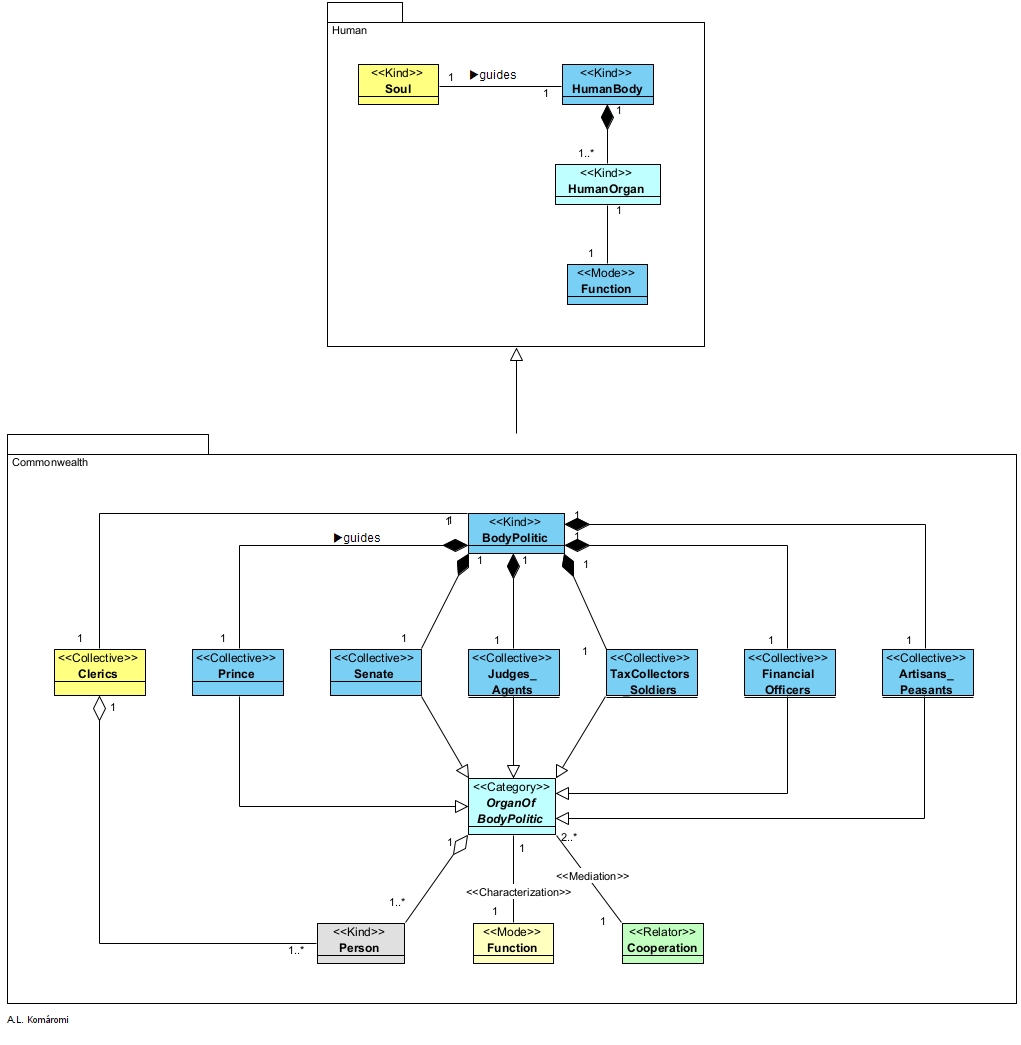 Human
<<Kind>>
Soul
1
▶guides
1
<<Kind>>
HumanBody
1
1..*
<<Kind>>
HumanOrgan
1
1
<<Mode>>
Function
Commonwealth
1
1
<<Kind>>
BodyPolitic
1
1
▶guides
1
1
1
1
1
1
1
1
1
1
1
<<Collective>>
Clerics
<<Collective>>
Prince
<<Collective>>
Senate
<<Collective>>
Judges_
Agents
<<Collective>>
TaxCollectors
_Soldiers
<<Collective>>
Financial
Officers
<<Collective>>
Artisans_
Peasants
1
<<Category>>
OrganOf
BodyPolitic
1
1
2..*
<<Mediation>>
<<Characterization>>
1..*
1
1
1..*
<<Kind>>
Person
<<Mode>>
Function
<<Relator>>
Cooperation
A.L. Komáromi